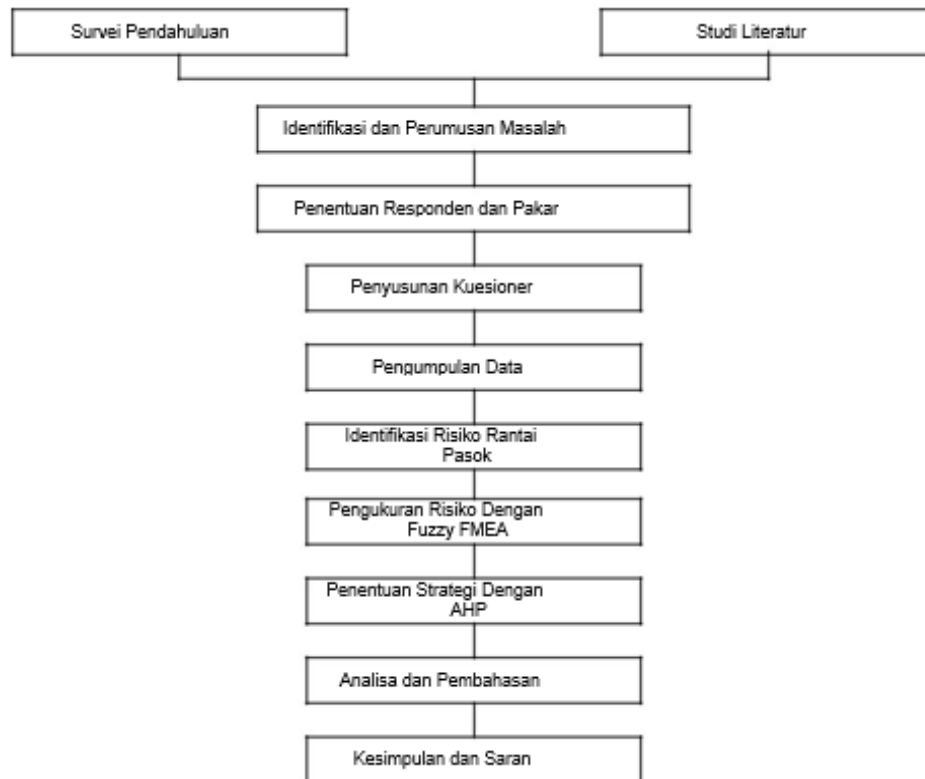 Survei Pendahuluan
Studi Literatur
Identifikasi dan Perumusan Masalah
Penentuan Responden dan Pakar
Penyusunan Kuesioner
Pengumpulan Data
Identifikasi Risiko Rantai
Pasok
Pengukuran Risiko Dengan
Fuzzy FMEA
Penentuan Strategi Dengan
AHP
Analisa dan Pembahasan
Kesimpulan dan Saran